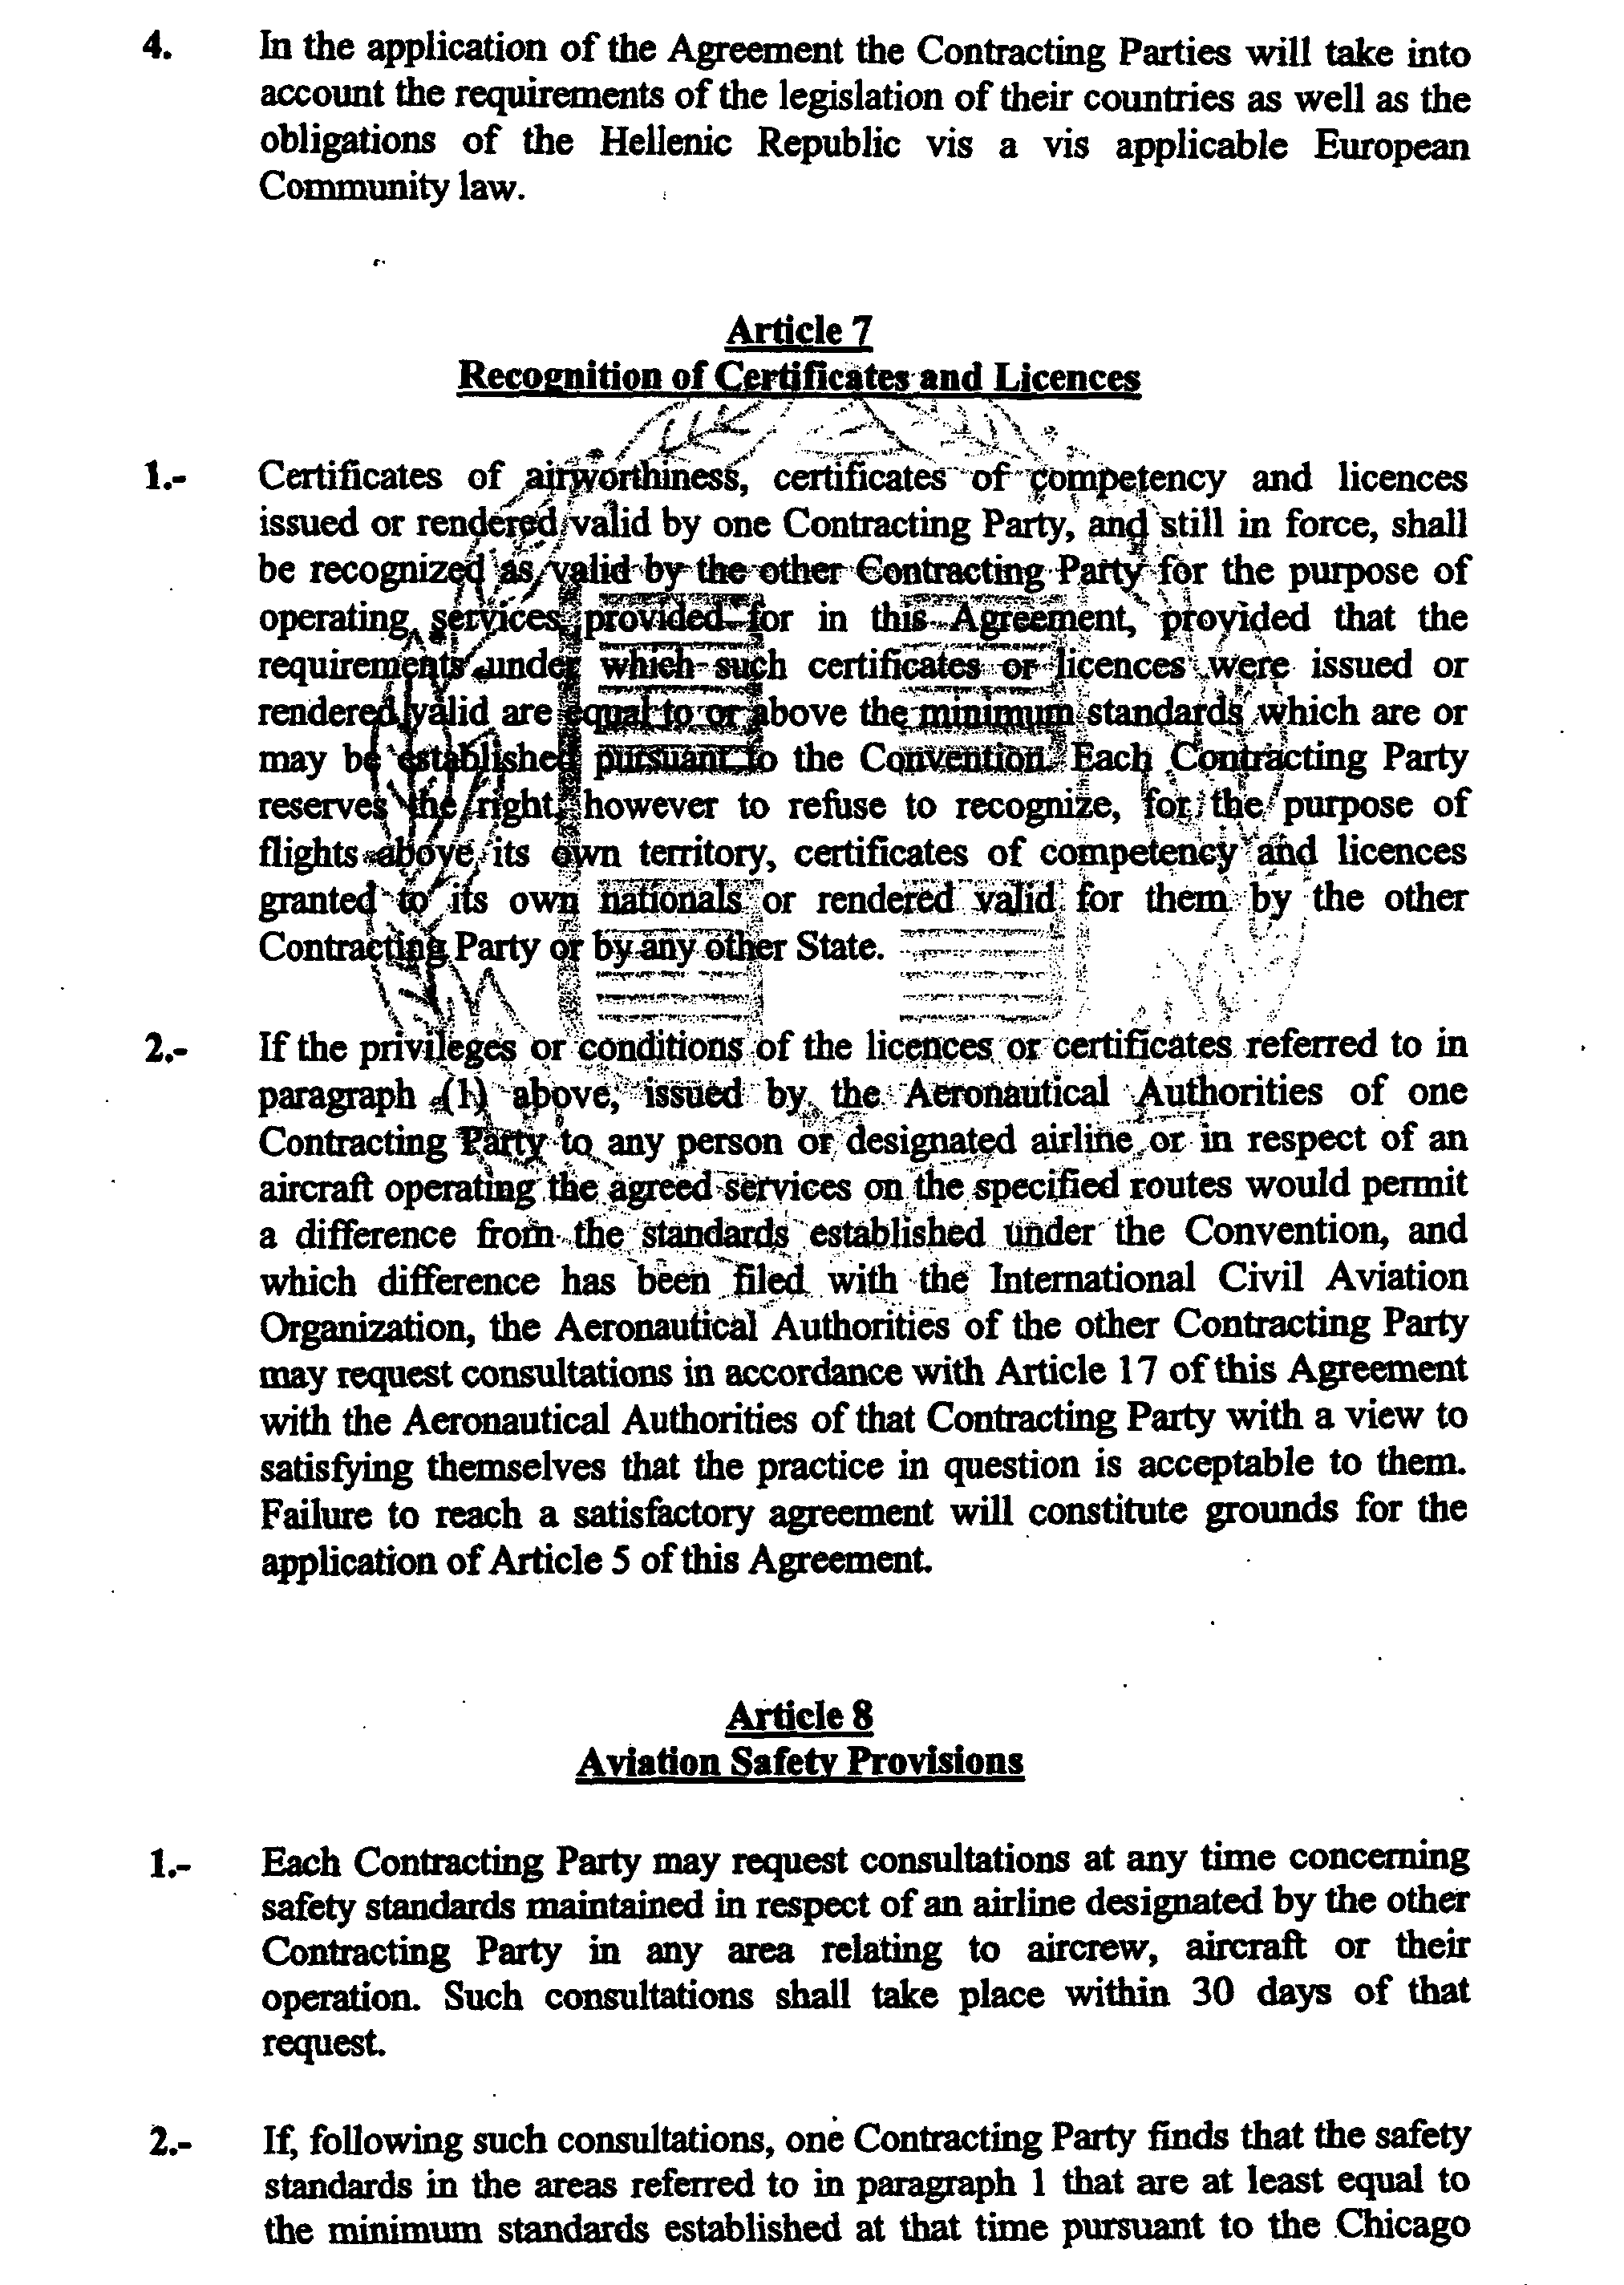 4. In the application of the Agreement the Contracting Parties will take into
account the requirements of the legislation of their countries as well as the
obligations of the Hellenic Republic vis a vis applicable European
Community law.
Article 7
Recognition of Certificates and Licences
1.- Certificates of airworthiness, certificates of competency and licences
issued or rendered valid by one Contracting Party, and still in force, shall
be recognized as valid by the other Contracting Party for the purpose of
operating services provided for in this Agreement, provided that the
requirements under which such certificates or licences were issued or
rendered valid are equal to or above the minimum standards which are or
may be established pursuant to the Convention. Each Contracting Party
reserves the right, however to refuse to recognize, for the purpose of
flights above its own territory, certificates of competency and licences
granted to its own nationals or rendered valid for them by the other
Contracting Party or by any other State.
2.- If the privileges or conditions of the licences or certificates referred to in
paragraph (1) above, issued by the Aeronautical Authorities of one
Contracting Party to any person or designated airline or in respect of an
aircraft operating the agreed services on the specified routes would permit
a difference from the standards established under the Convention, and
which difference has been filed with the International Civil Aviation
Organization, the Aeronautical Authorities of the other Contracting Party
may request consultations in accordance with Article 17 of this Agreement
with the Aeronautical Authorities of that Contracting Party with a view to
satisfying themselves that the practice in question is acceptable to them.
Failure to reach a satisfactory agreement will constitute grounds for the
application of Article 5 of this Agreement.
Article 8
Aviation Safety Provisions
1.- Each Contracting Party may request consultations at any time concerning
safety standards maintained in respect of an airline designated by the other
Contracting Party in any area relating to aircrew, aircraft or their
operation. Such consultations shall take place within 30 days of that
request.
2.- If, following such consultations, one Contracting Party finds that the safety
standards in the areas referred to in paragraph 1 that are at least equal to
the minimum standards established at that time pursuant to the Chicago